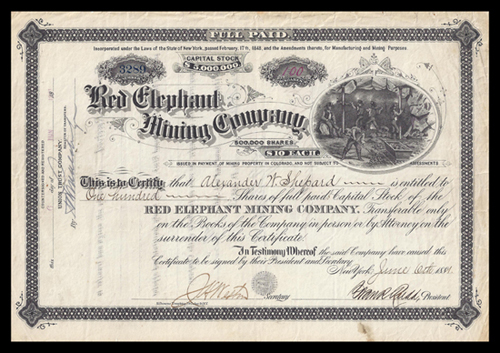 FULL PAID.
Incorporated under the Laws of the State of New York, passed February 17th, 1848, and the Amendments thereto, for Manufacturing and Mining Purposes.
CAPITAL STOCK
$5,000,000
3289
100
Red Elephant
Mining Company,
500,000 SHARES.
$10 EACH.
ISSUED IN PAYMENT OF MINING PROPERTY IN COLORADO, AND NOT SUBJECT TO ASSESSMENTS
This is to Certify that Alexander W. Shepard is entitled to
One hundred Shares of full paid Capital Stock of the
RED ELEPHANT MINING COMPANY. Transferable only
on the Books of the Company in person or by Attorney on the
surrender of this Certificate.
In Testimony Whereof the said Company have caused this
Certificate to be signed by their President and Secretary
New York June 1881
Secretary
President
UNION TRUST COMPANY